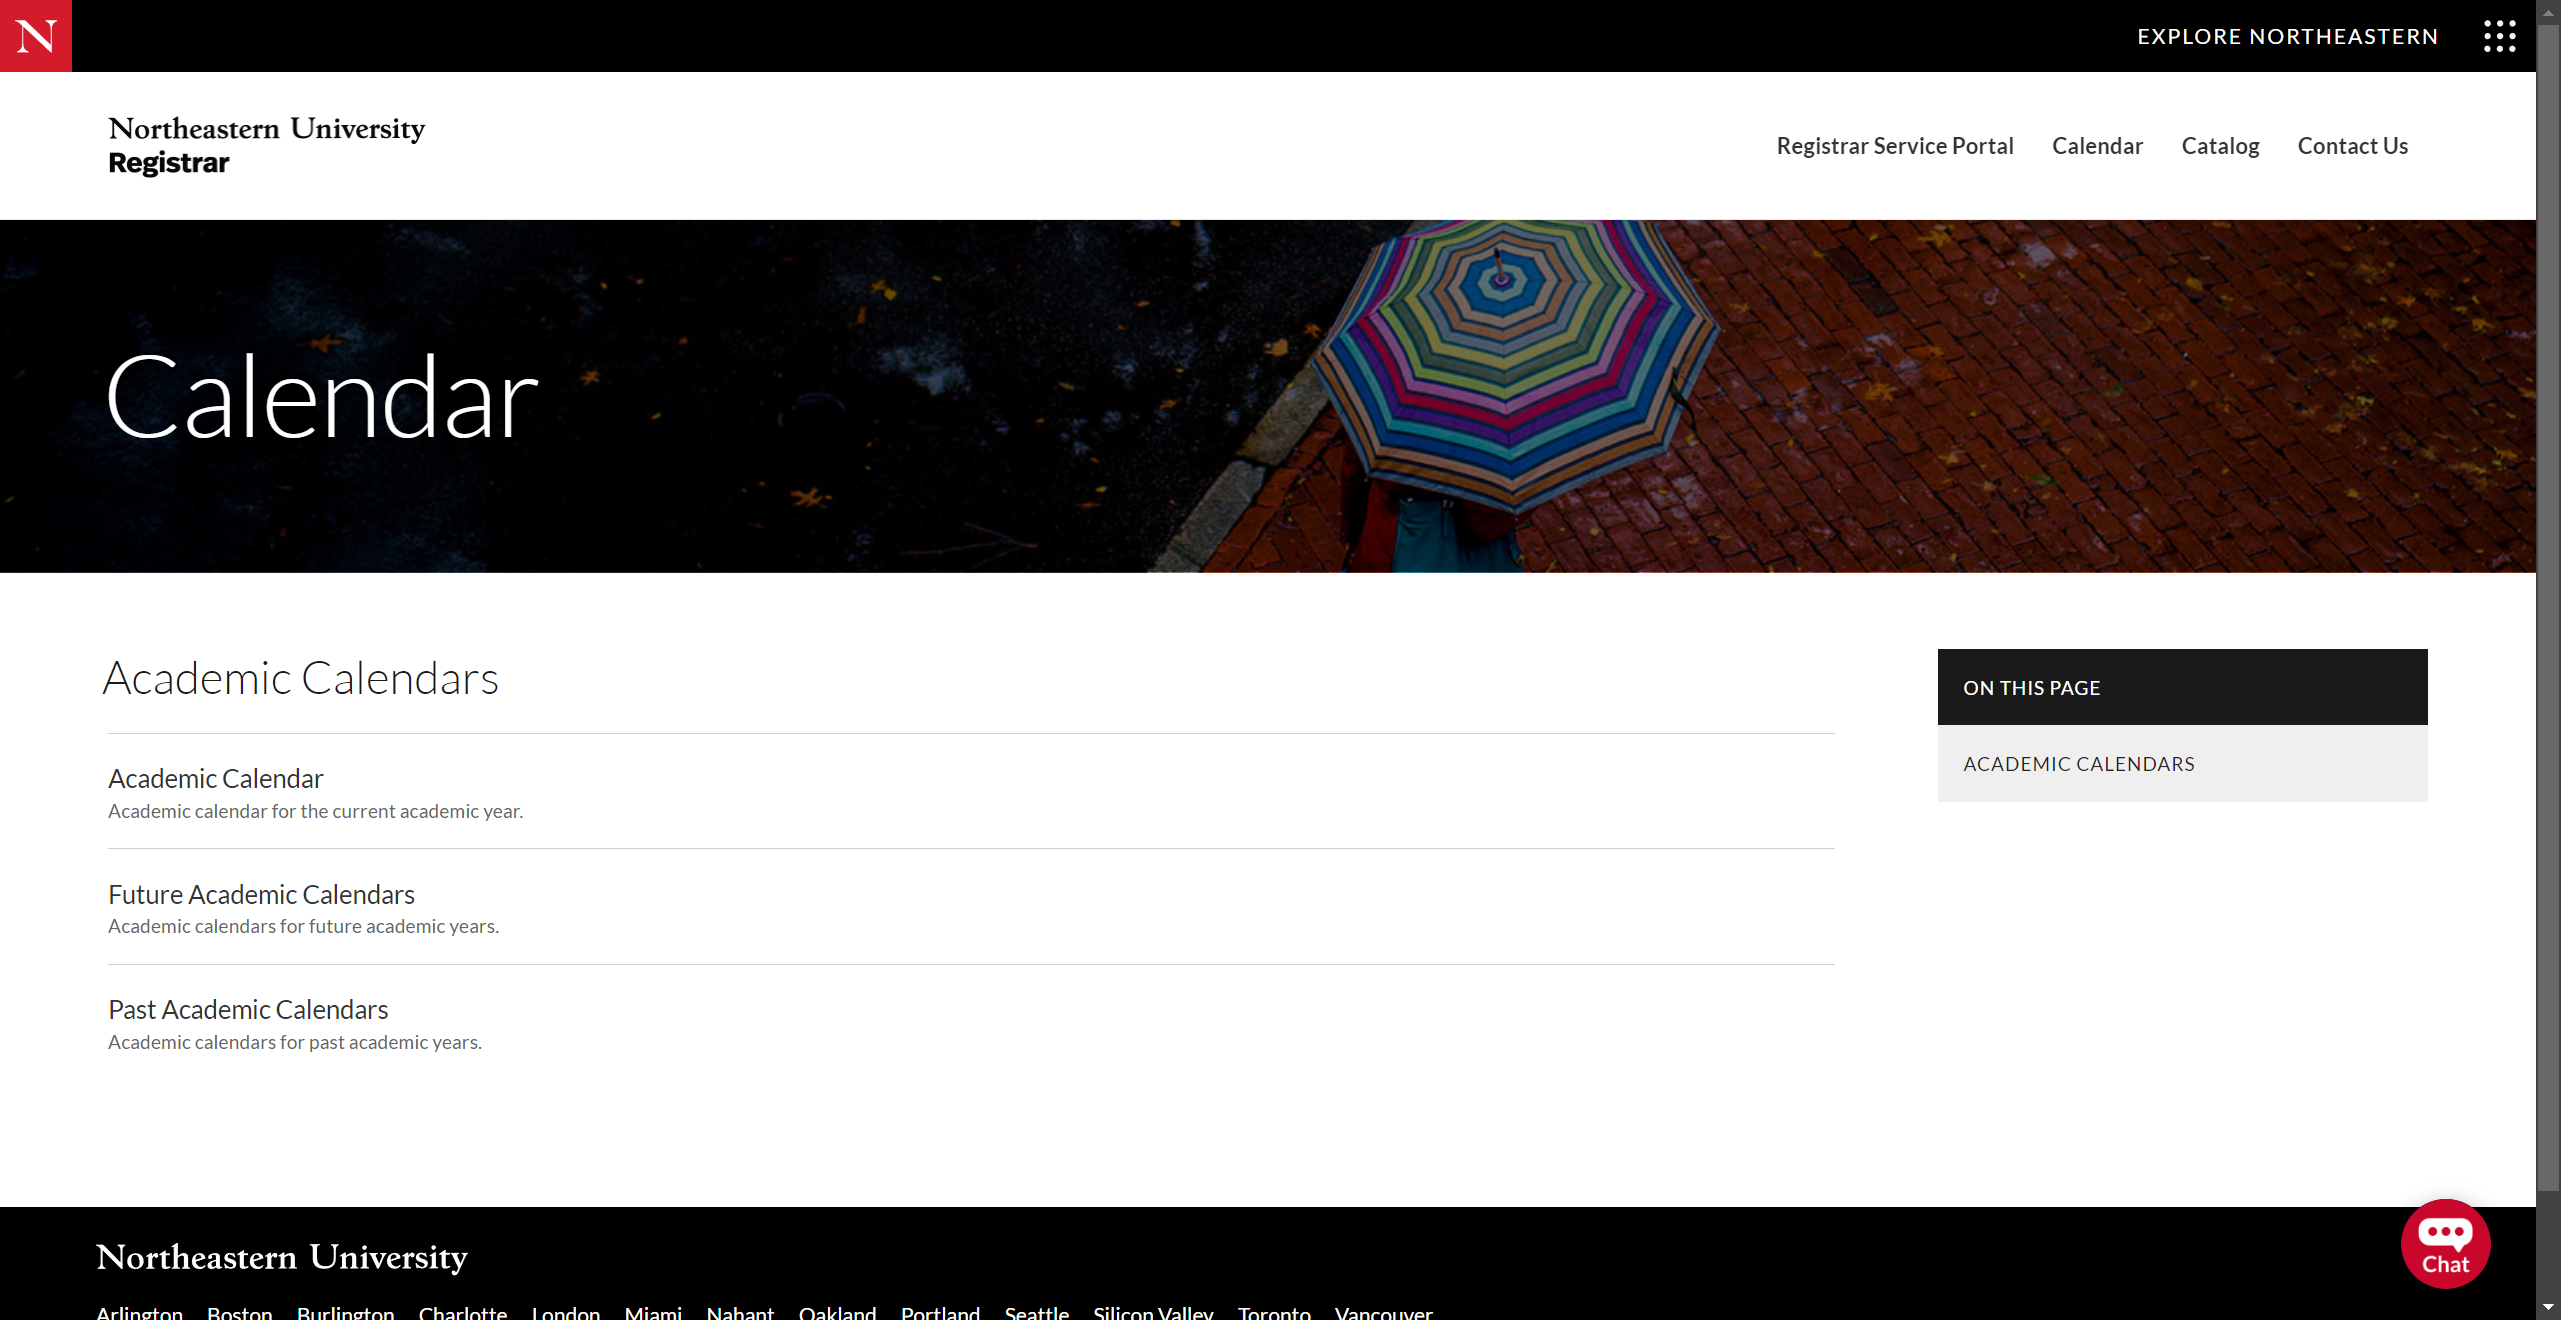 N
EXPLORE NORTHEASTERN
Northeastern University
Registrar
Registrar Service Portal Calendar Catalog Contact Us
Calendar
Academic Calendars
ON THIS PAGE
ACADEMIC CALENDARS
Academic Calendar
Academic calendar for the current academic year.
Future Academic Calendars
Academic calendars for future academic years.
Past Academic Calendars
Academic calendars for past academic years.
Northeastern University
Chat
Arlington Boston Burlington Charlotte London Miami Nahant Oakland Portland Seattle Silicon Valley Toronto Vancouver